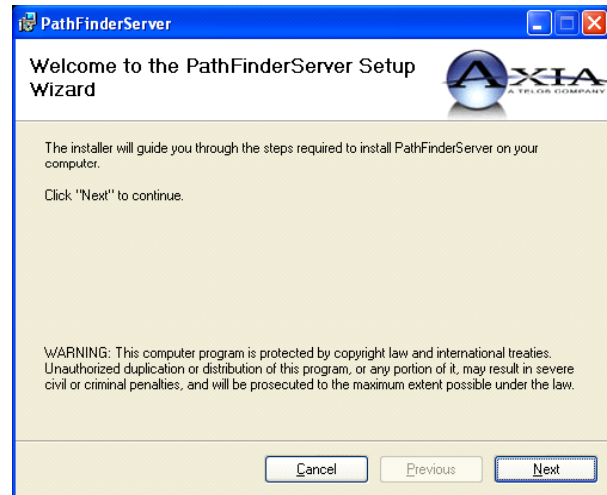 PathFinderServer
Welcome to the PathFinderServer Setup
Wizard
AXIA
A TELOS COMPANY
The installer will guide you through the steps required to install PathFinderServer on your
computer.
Click "Next" to continue.
WARNING: This computer program is protected by copyright law and international treaties.
Unauthorized duplication or distribution of this program, or any portion of it, may result in severe
civil or criminal penalties, and will be prosecuted to the maximum extent possible under the law.
Cancel
Previous
Next